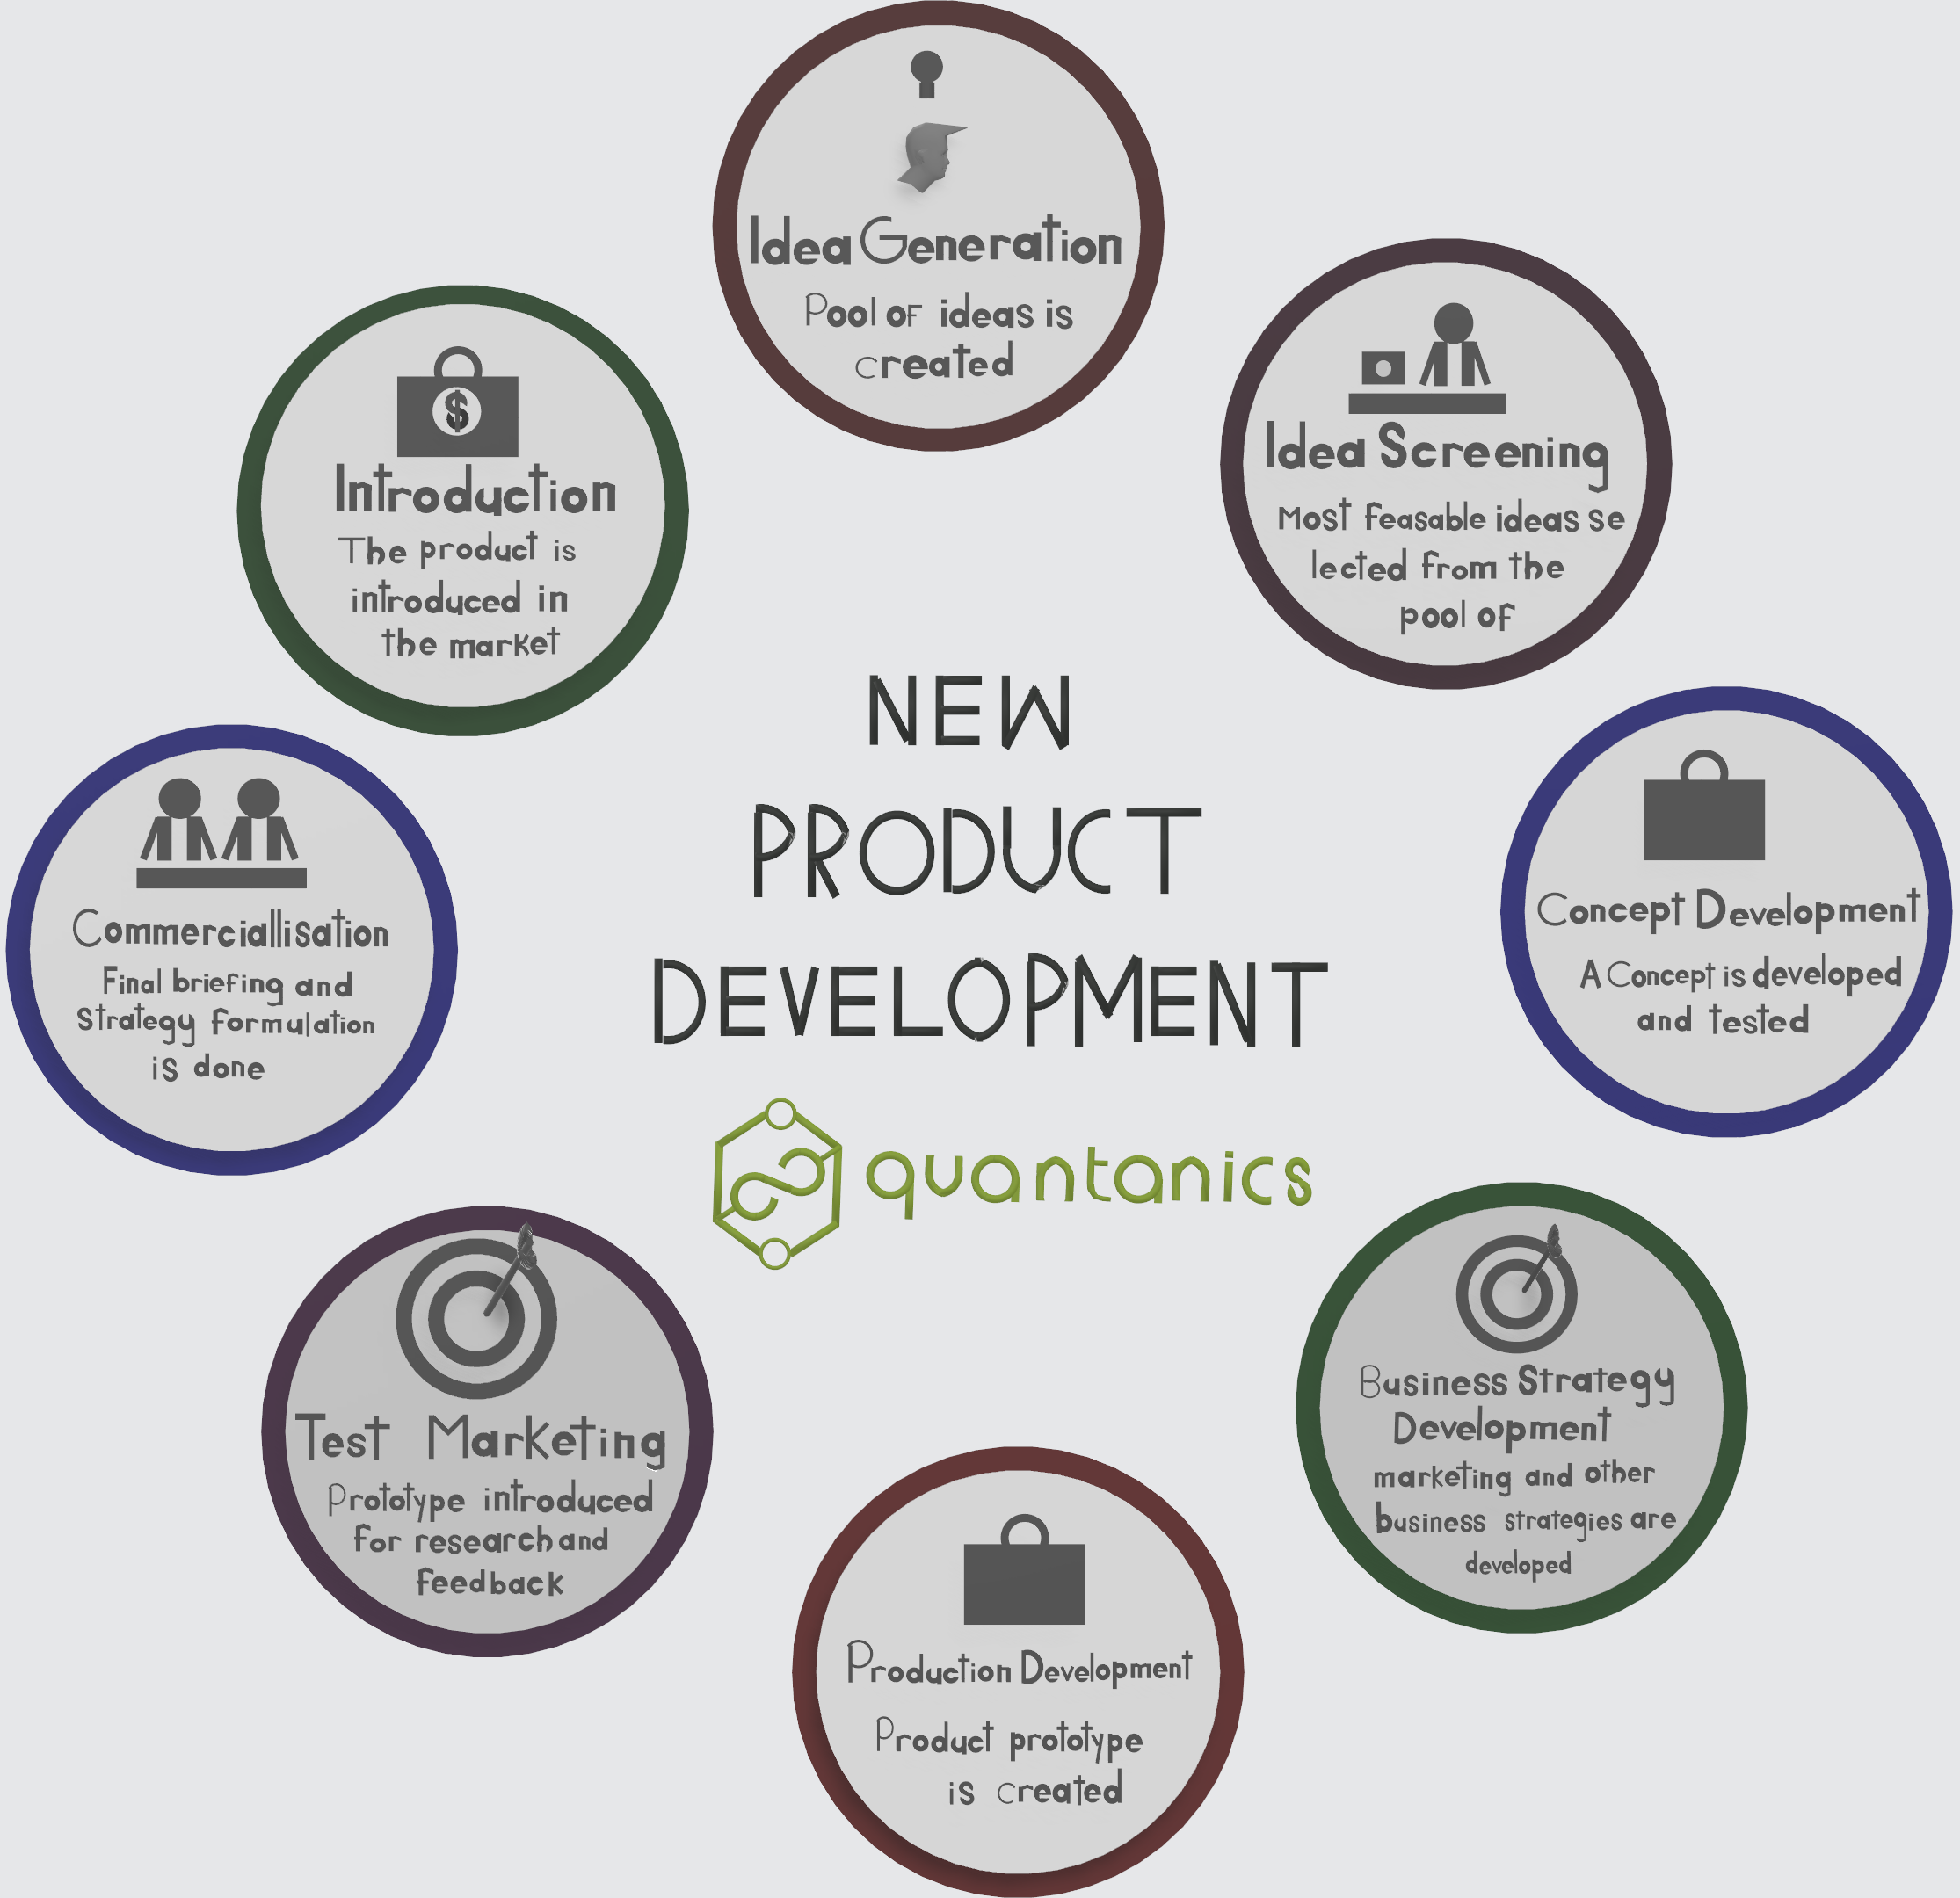 Idea Generation
Pool of ideas is
created
Idea Screening
Most feasable ideas se
lected from the
pool of
Concept Development
A Concept is developed
and tested
Business Strategy
Development
marketing and other
business strategies are
developed
Production Development
Product prototype
is created
Test Marketing
Prototype introduced
for research and
feedback
Commerciallisation
Final briefing and
Strategy formulation
is done
$
Introduction
The product is
introduced in
the market
NEW
PRODUCT
DEVELOPMENT
quantanics